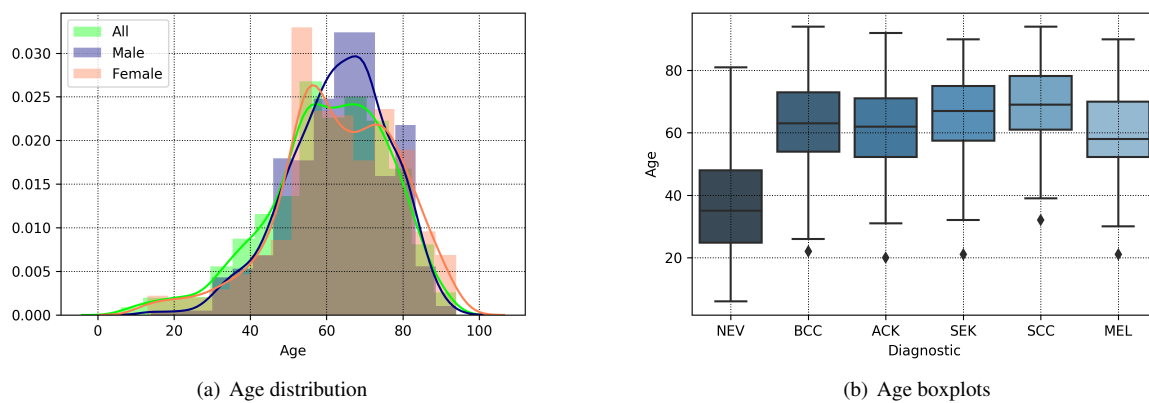 All
Male
Female
0.030
0.025
0.020
0.015
0.010
0.005
0.000
0 20 40 60 80 100
Age
(a) Age distribution
Age
80
60
40
20
NEV BCC ACK SEK SCC MEL
Diagnostic
(b) Age boxplots